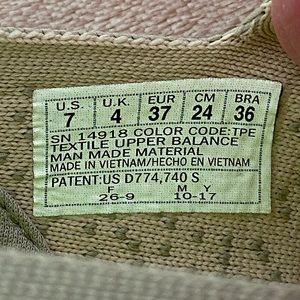 U.S. U.K. EUR CM BRA
7 4 37 24 36
SN 14918 COLOR CODE:TPE
TEXTILE UPPER BALANCE
MAN MADE MATERIAL
MADE IN VIETNAM/HECHO EN VIETNAM
PATENT:US D774,740 S
F M Y
26-9 10-17